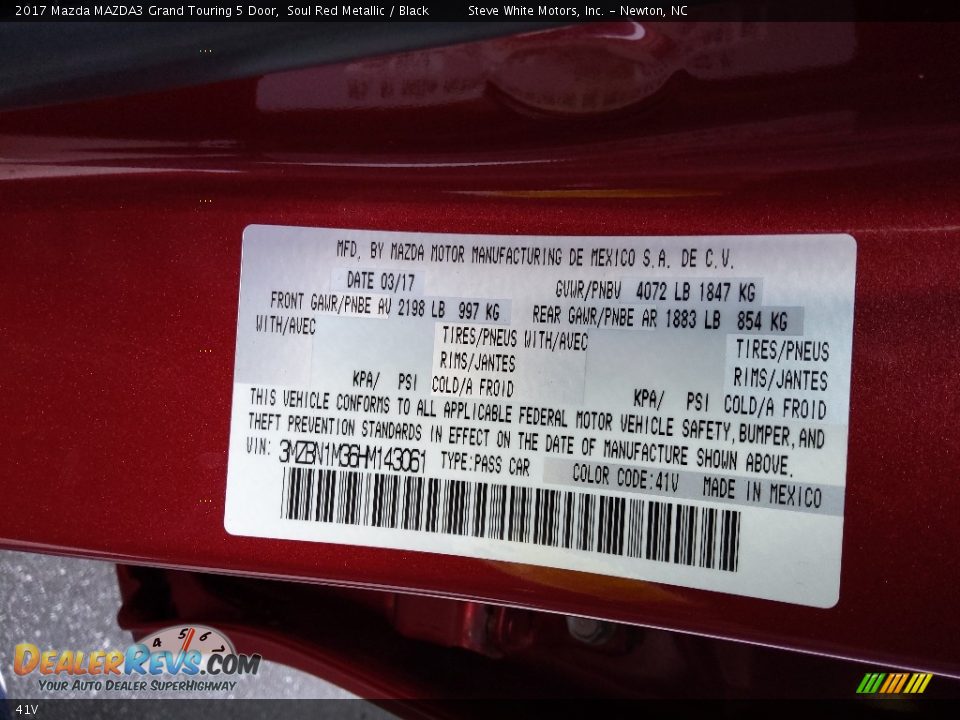 2017 Mazda MAZDA3 Grand Touring 5 Door, Soul Red Metallic / Black Steve White Motors, Inc. - Newton, NC
MFD. BY MAZDA MOTOR MANUFACTURING DE MEXICO S.A. DE C.V.
DATE 03/17 GVWR/PNBV 4072 LB 1847 KG
FRONT GAWR/PNBE AV 2198 LB 997 KG REAR GAWR/PNBE AR 1883 LB 854 KG
WITH/AVEC TIRES/PNEUS WITH/AVEC TIRES/PNEUS
RIMS/JANTES RIMS/JANTES
KPA/ PSI COLD/A FROID KPA/ PSI COLD/A FROID
THIS VEHICLE CONFORMS TO ALL APPLICABLE FEDERAL MOTOR VEHICLE SAFETY, BUMPER, AND
THEFT PREVENTION STANDARDS IN EFFECT ON THE DATE OF MANUFACTURE SHOWN ABOVE.
VIN: 3MZBN1M36HM143061 TYPE:PASS CAR COLOR CODE:41V MADE IN MEXICO
4 5 6 7
DEALERREVS.COM
YOUR AUTO DEALER SUPERHIGHWAY
41V